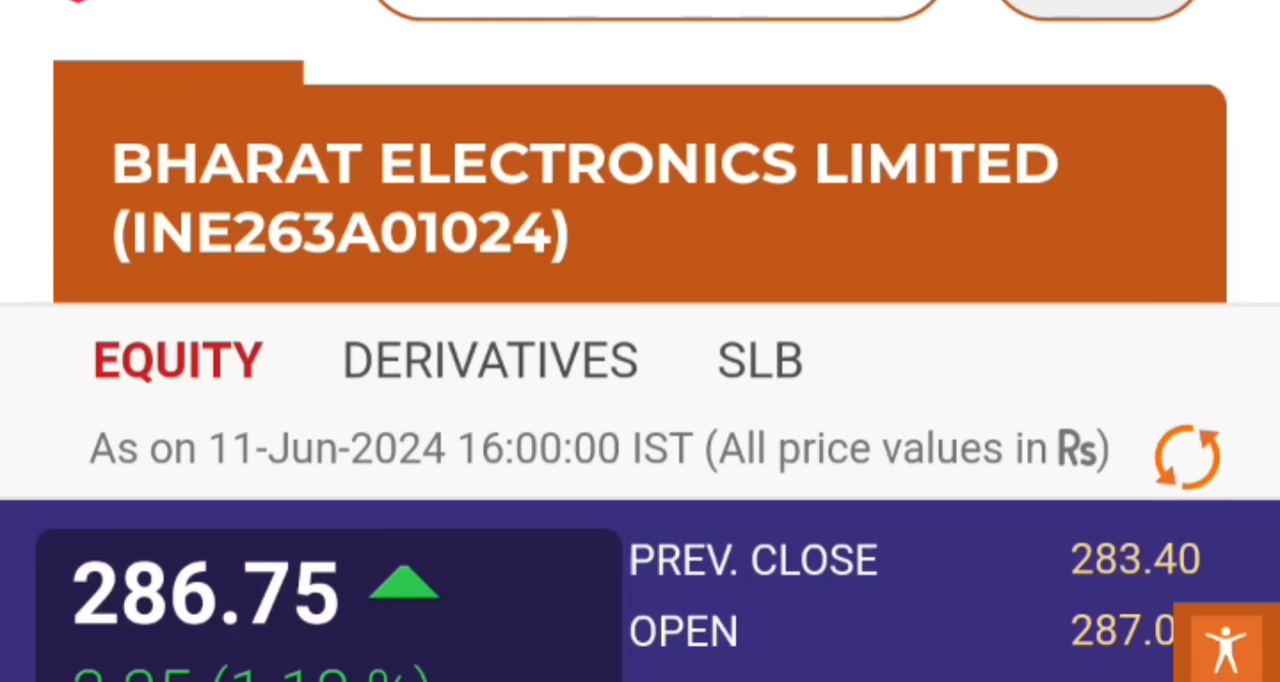 BHARAT ELECTRONICS LIMITED
(INE263A01024)
EQUITY DERIVATIVES SLB
As on 11-Jun-2024 16:00:00 IST (All price values in Rs)
286.75
PREV. CLOSE 283.40
OPEN